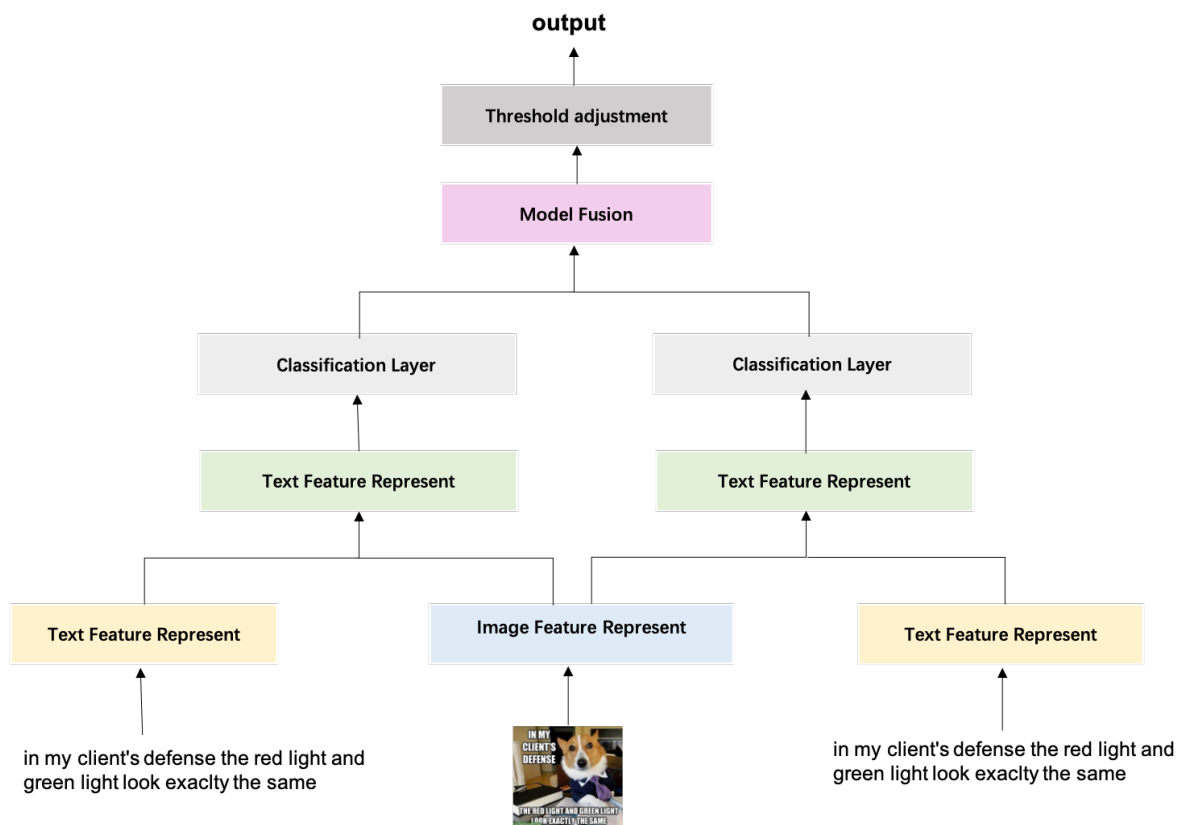 output
Threshold adjustment
Model Fusion
Classification Layer
Classification Layer
Text Feature Represent
Text Feature Represent
Text Feature Represent
Image Feature Represent
Text Feature Represent
in my client's defense the red light and
green light look exaclty the same
IN MY
CLIENT'S
DEFENSE
THE RED LIGHT AND GREEN LIGHT
LOOK EXACTLY THE SAME
in my client's defense the red light and
green light look exaclty the same